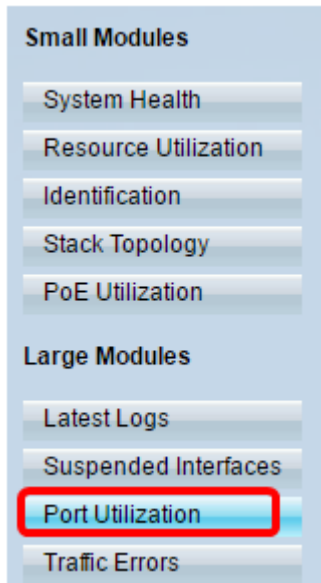 Small Modules
System Health
Resource Utilization
Identification
Stack Topology
PoE Utilization
Large Modules
Latest Logs
Suspended Interfaces
Port Utilization
Traffic Errors